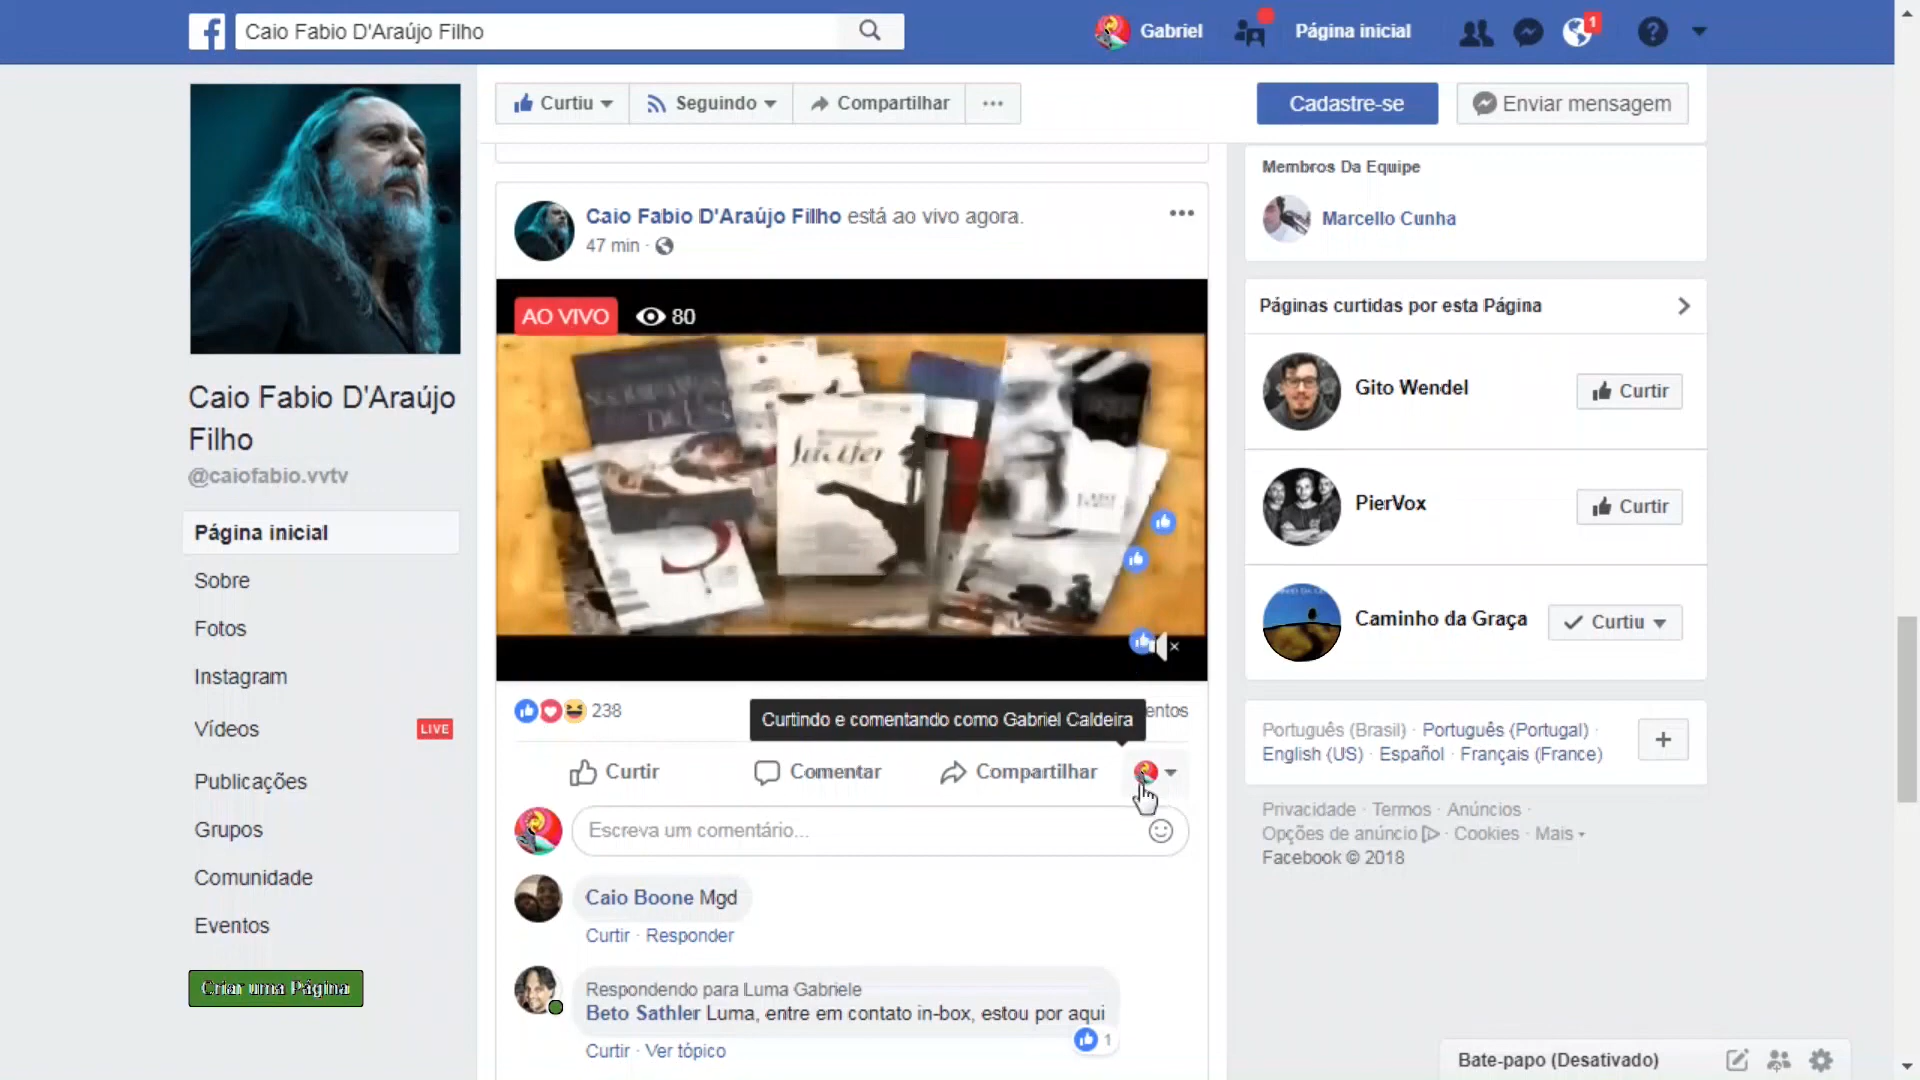 Caio Fabio D'Araújo Filho
Gabriel
Página inicial
1
Curtiu
Seguindo
Compartilhar
Cadastre-se
Enviar mensagem
Caio Fabio D'Araújo
Filho
@caiofabio.vvtv
Página inicial
Sobre
Fotos
Instagram
Vídeos
LIVE
Publicações
Grupos
Comunidade
Eventos
Criar uma Página
Caio Fabio D'Araújo Filho está ao vivo agora.
47 min ·
AO VIVO
80
238
Curtindo e comentando como Gabriel Caldeira
entos
Curtir
Comentar
Compartilhar
Escreva um comentário...
Caio Boone Mgd
Curtir · Responder
Respondendo para Luma Gabriele
Beto Sathler Luma, entre em contato in-box, estou por aqui
1
Curtir · Ver tópico
Membros Da Equipe
Marcello Cunha
Páginas curtidas por esta Página
Gito Wendel
Curtir
PierVox
Curtir
Caminho da Graça
Curtiu
Português (Brasil) · Português (Portugal) ·
English (US) · Español · Français (France)
Privacidade · Termos · Anúncios ·
Opções de anúncio · Cookies · Mais
Facebook © 2018
Bate-papo (Desativado)